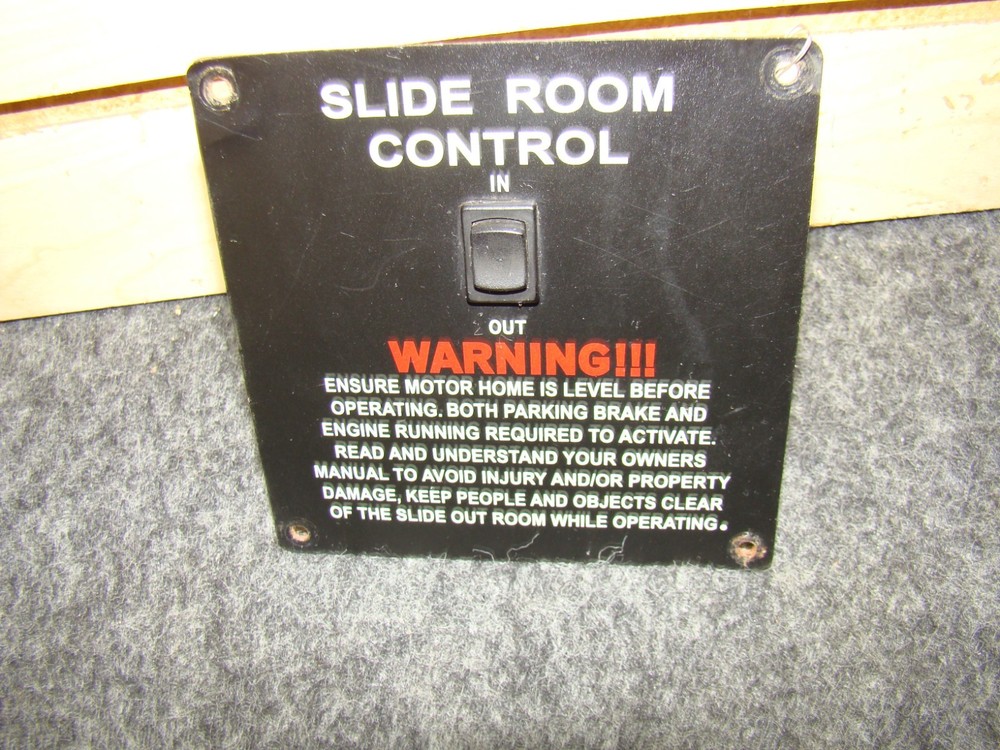 SLIDE ROOM
CONTROL
IN
OUT
WARNING!!!
ENSURE MOTOR HOME IS LEVEL BEFORE
OPERATING. BOTH PARKING BRAKE AND
ENGINE RUNNING REQUIRED TO ACTIVATE.
READ AND UNDERSTAND YOUR OWNERS
MANUAL TO AVOID INJURY AND/OR PROPERTY
DAMAGE, KEEP PEOPLE AND OBJECTS CLEAR
OF THE SLIDE OUT ROOM WHILE OPERATING.